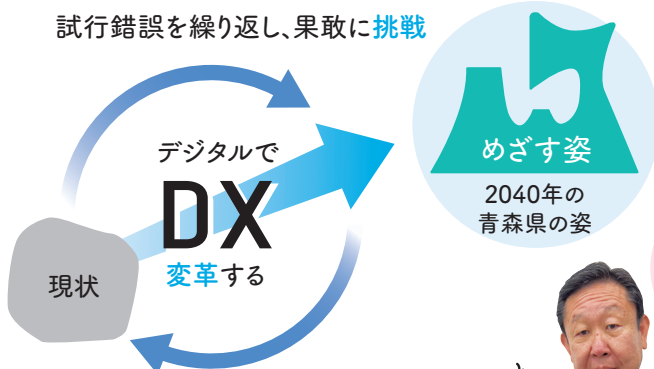 試行錯誤を繰り返し、果敢に挑戦
デジタルで
DX
変革する
現状
めざす姿
2040年の
青森県の姿